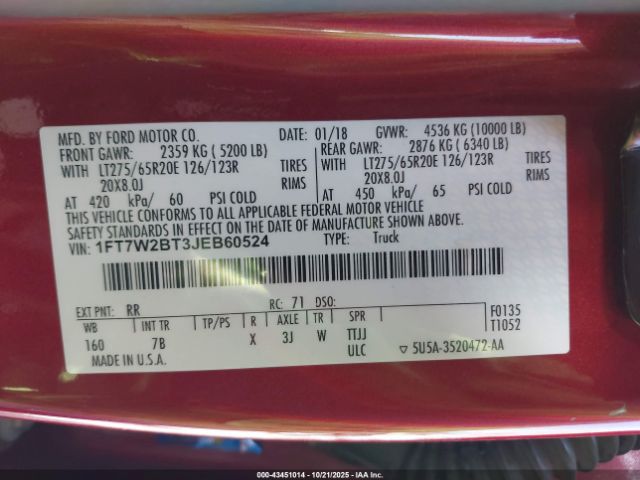 MFD. BY FORD MOTOR CO. DATE: 01/18 GVWR: 4536 KG (10000 LB)
FRONT GAWR: 2359 KG (5200 LB) REAR GAWR: 2876 KG (6340 LB)
WITH LT275/65R20E 126/123R TIRES WITH LT275/65R20E 126/123R TIRES
20X8.0J RIMS 20X8.0J RIMS
AT 420 kPa/ 60 PSI COLD AT 450 kPa/ 65 PSI COLD
THIS VEHICLE CONFORMS TO ALL APPLICABLE FEDERAL MOTOR VEHICLE
SAFETY STANDARDS IN EFFECT ON THE DATE OF MANUFACTURE SHOWN ABOVE.
VIN: 1FT7W2BT3JEB60524 TYPE: Truck
EXT PNT: RR RC: 71 DSO: F0135
WB INT TR TP/PS R AXLE TR SPR T1052
160 7B X 3J W TTJJ
MADE IN U.S.A. ULC ▽ 5U5A-3520472-AA
000-43451014 - 10/21/2025 - IAA Inc.